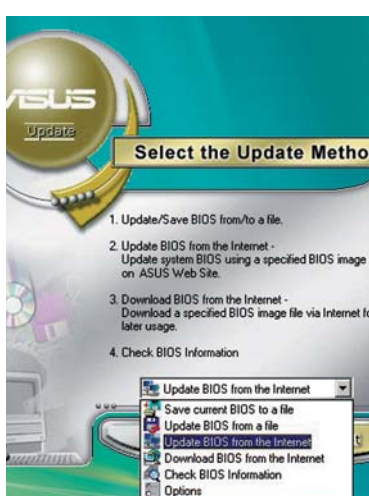 ASUS
Update
Select the Update Metho
1. Update/Save BIOS from/to a file.
2. Update BIOS from the Internet -
Update system BIOS using a specified BIOS image
on ASUS Web Site.
3. Download BIOS from the Internet -
Download a specified BIOS image file via Internet fo
later usage.
4. Check BIOS Information
Update BIOS from the Internet
Save current BIOS to a file
Update BIOS from a file
Update BIOS from the Internet
t
Download BIOS from the Internet
Check BIOS Information
Options